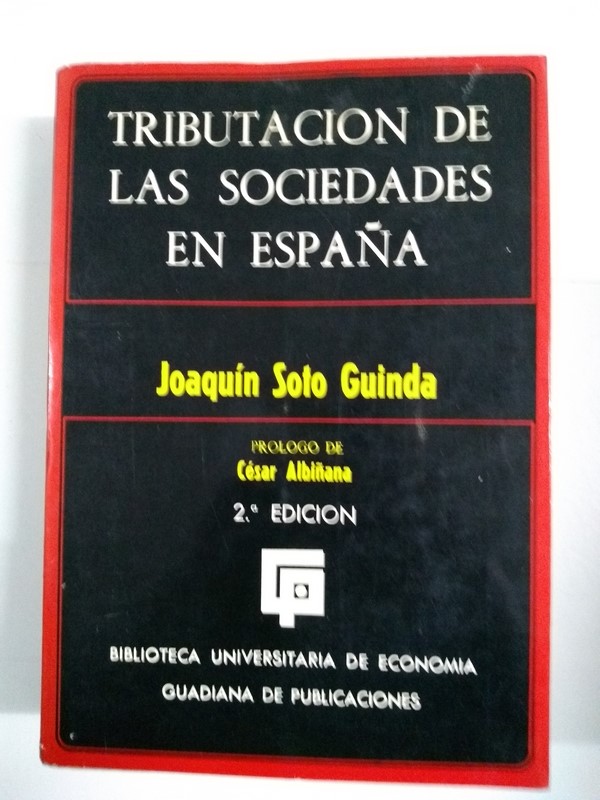 TRIBUTACION DE
LAS SOCIEDADES
EN ESPAÑA
Joaquín Soto Guinda
PROLOGO DE
César Albiñana
2.ª EDICION
BIBLIOTECA UNIVERSITARIA DE ECONOMIA
GUADIANA DE PUBLICACIONES